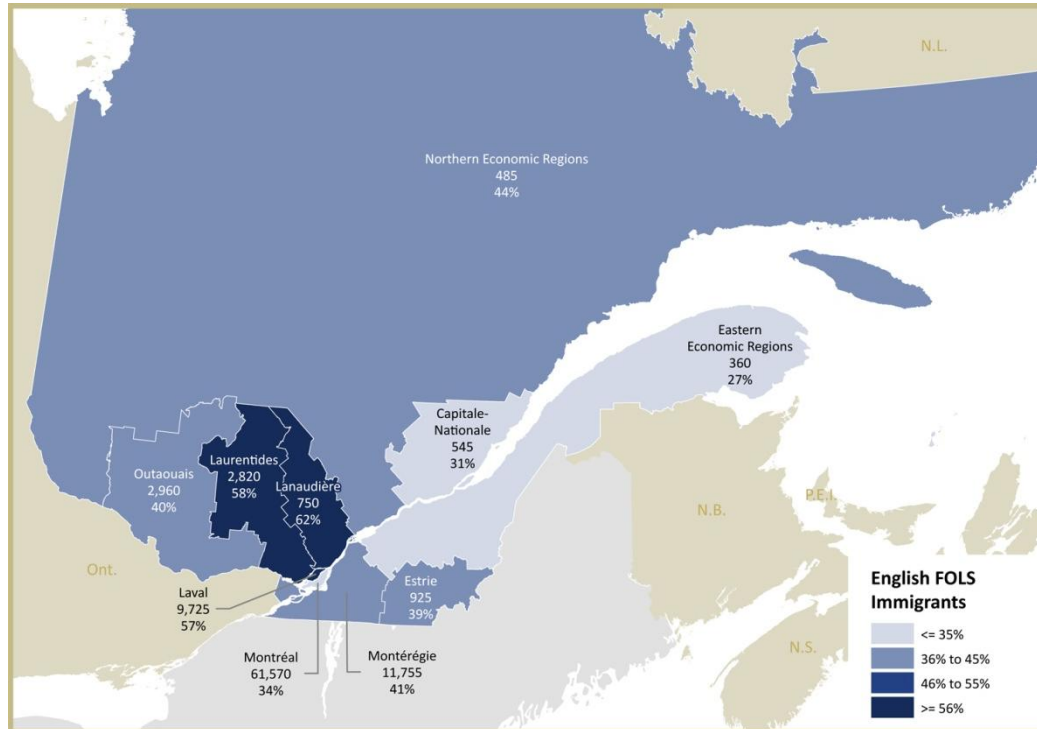 N.L.
Northern Economic Regions
485
44%
Eastern
Economic Regions
360
27%
Capitale-
Nationale
545
31%
Laurentides
2,820
58%
Lanaudière
750
62%
Outaouais
2,960
40%
P.E.I.
N.B.
Ont.
Estrie
925
39%
Laval
9,725
57%
Montréal
61,570
34%
Montérégie
11,755
41%
N.S.
English FOLS
Immigrants
<= 35%
36% to 45%
46% to 55%
>= 56%